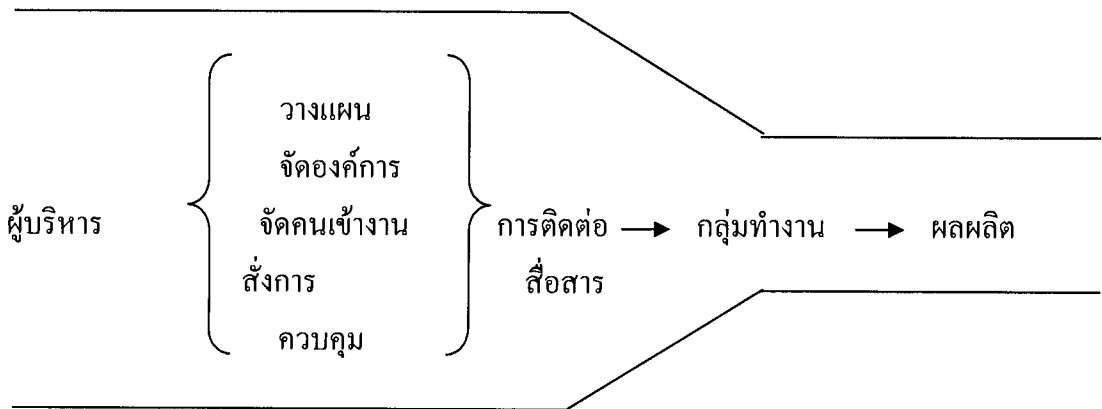 วางแผน
จัดองค์การ
ผู้บริหาร จัดคนเข้างาน การติดต่อ → กลุ่มทำงาน → ผลผลิต
สั่งการ สื่อสาร
ควบคุม